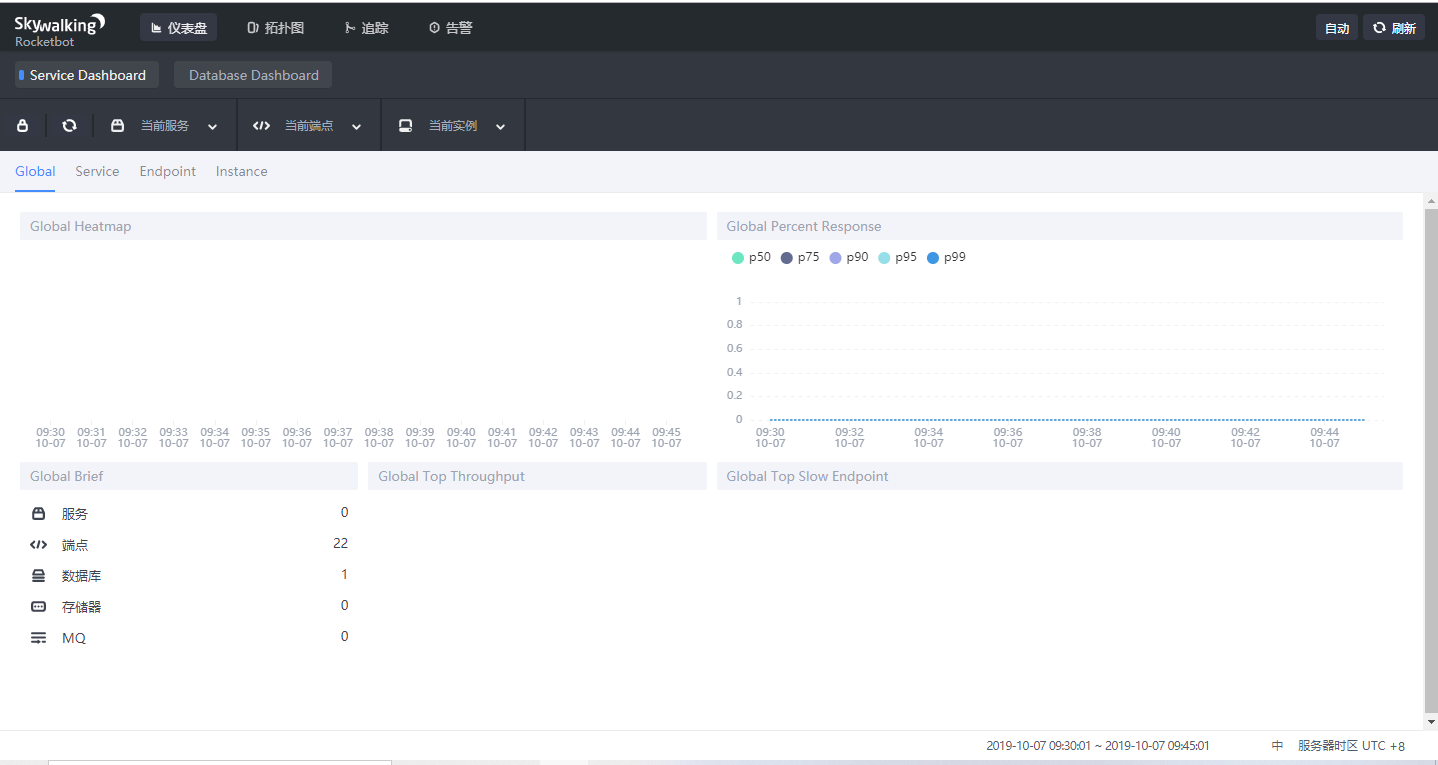 Skywalking
Rocketbot
仪表盘 拓扑图 追踪 告警 自动 刷新
Service Dashboard Database Dashboard
当前服务 当前端点 当前实例
Global Service Endpoint Instance
Global Heatmap
09:30 09:31 09:32 09:33 09:34 09:35 09:36 09:37 09:38 09:39 09:40 09:41 09:42 09:43 09:44 09:45
10-07 10-07 10-07 10-07 10-07 10-07 10-07 10-07 10-07 10-07 10-07 10-07 10-07 10-07 10-07 10-07
Global Percent Response
p50 p75 p90 p95 p99
1
0.8
0.6
0.4
0.2
0
09:30 09:32 09:34 09:36 09:38 09:40 09:42 09:44
10-07 10-07 10-07 10-07 10-07 10-07 10-07 10-07
Global Brief
服务 0
端点 22
数据库 1
存储器 0
MQ 0
Global Top Throughput
Global Top Slow Endpoint
2019-10-07 09:30:01 ~ 2019-10-07 09:45:01 中 服务器时区 UTC +8